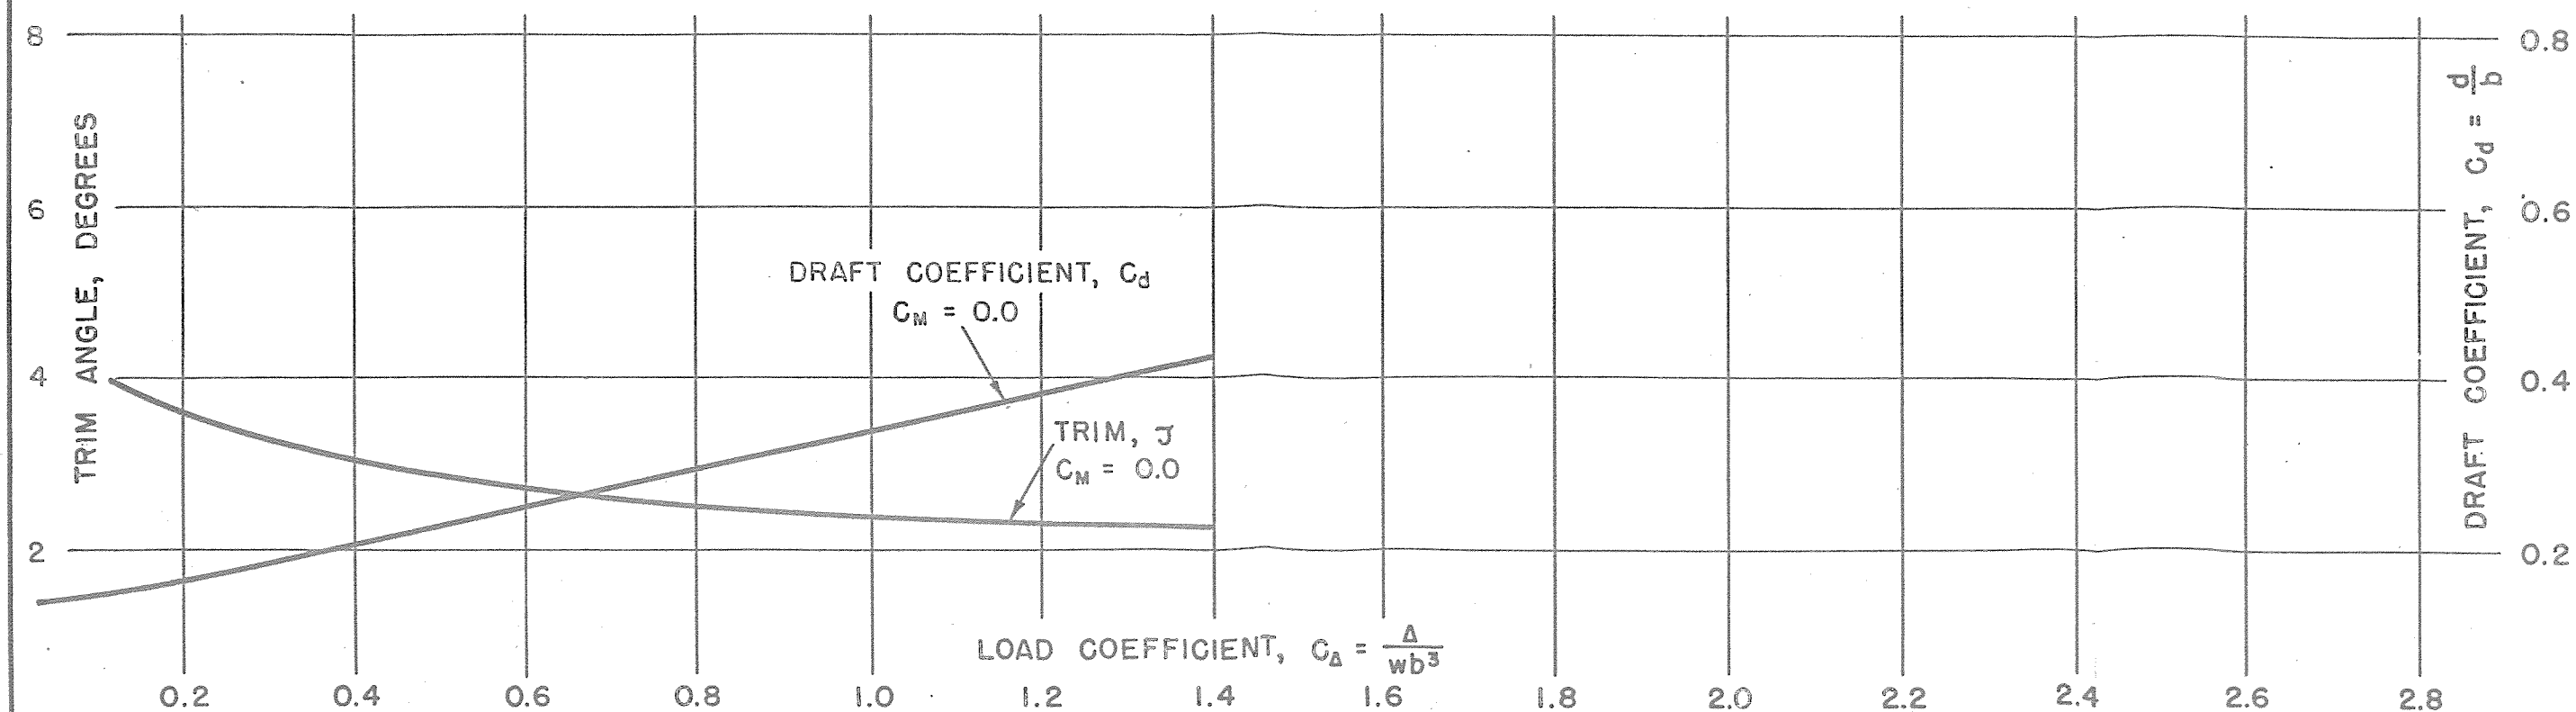 8
6
4
2
TRIM ANGLE, DEGREES
DRAFT COEFFICIENT, Cd
CM = 0.0
TRIM, τ
CM = 0.0
LOAD COEFFICIENT, CΔ = Δ/wb³
0.2 0.4 0.6 0.8 1.0 1.2 1.4 1.6 1.8 2.0 2.2 2.4 2.6 2.8
0.8
0.6
0.4
0.2
DRAFT COEFFICIENT, Cd = d/b